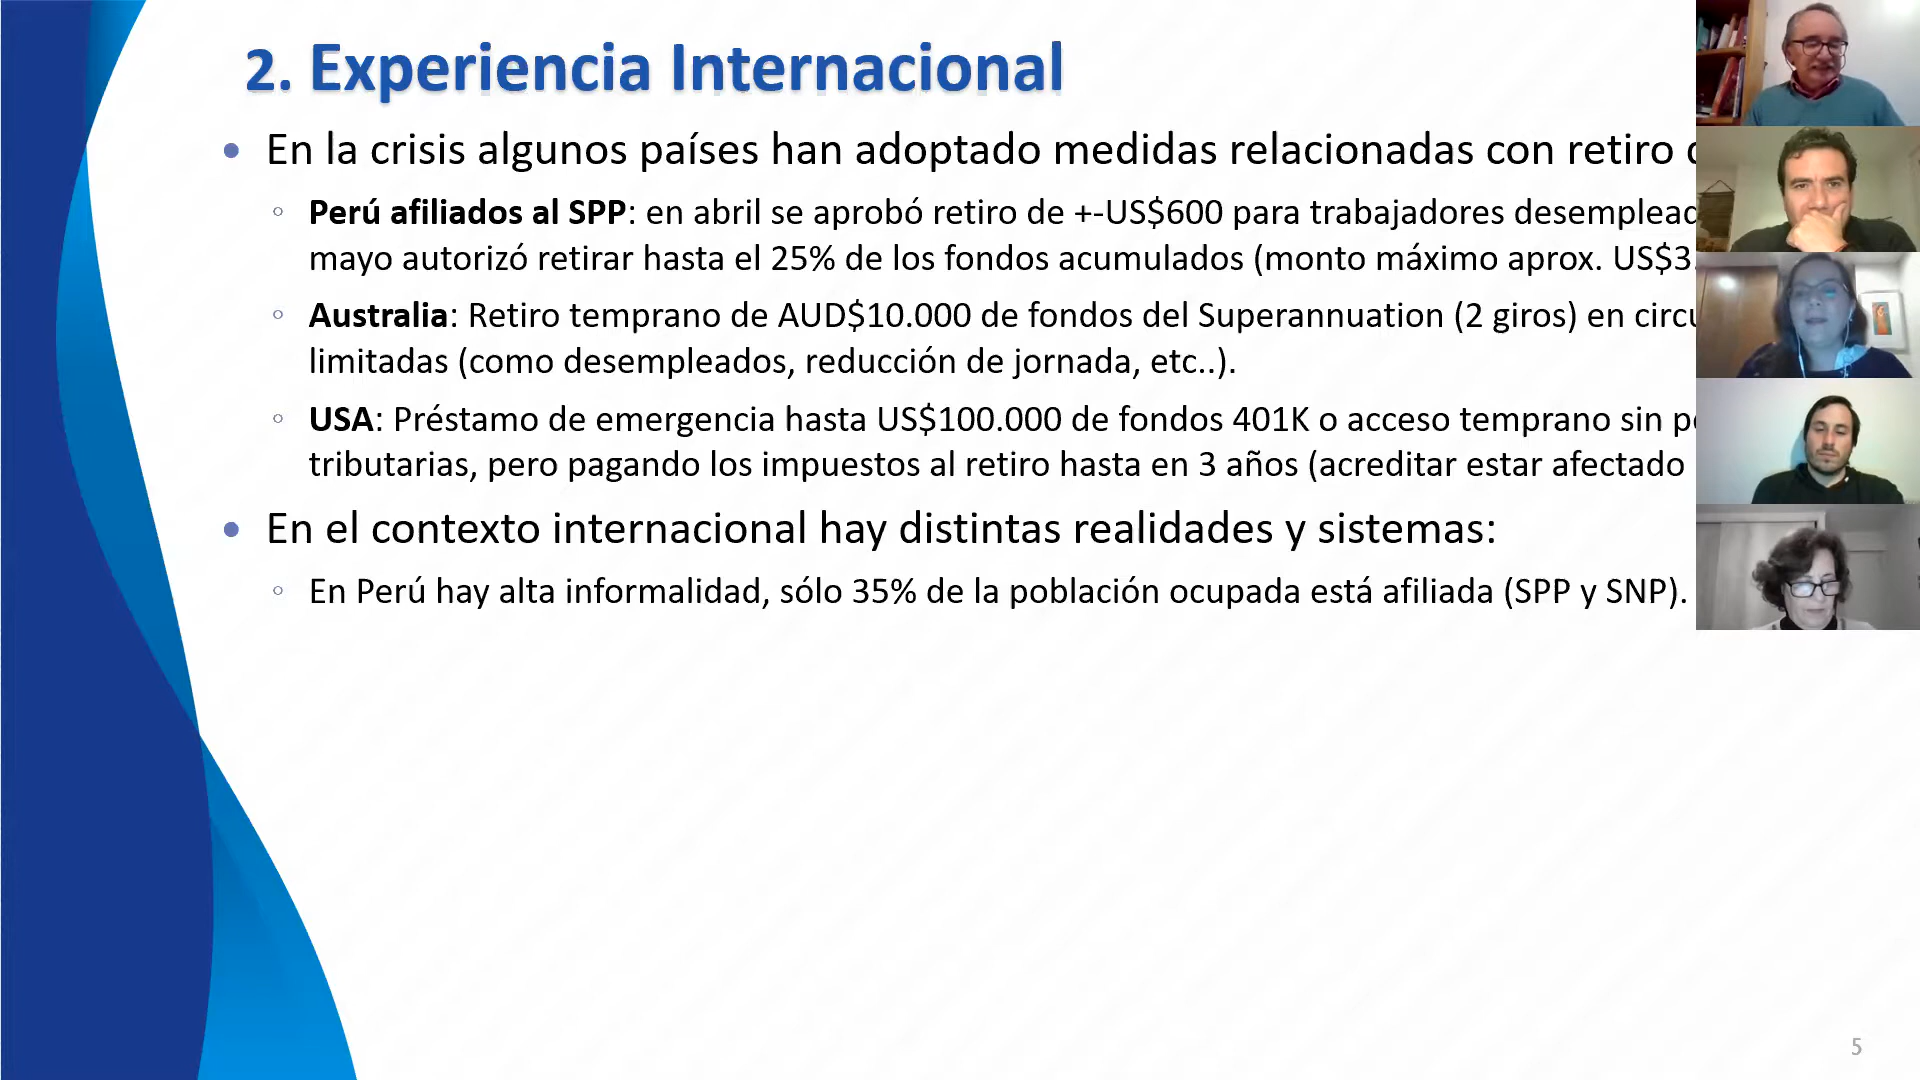 2. Experiencia Internacional
• En la crisis algunos países han adoptado medidas relacionadas con retiro
◦ Perú afiliados al SPP: en abril se aprobó retiro de +-US$600 para trabajadores
mayo autorizó retirar hasta el 25% de los fondos acumulados (monto máximo aprox.
◦ Australia: Retiro temprano de AUD$10.000 de fondos del Superannuation (2 giros) en
limitadas (como desempleados, reducción de jornada, etc..).
◦ USA: Préstamo de emergencia hasta US$100.000 de fondos 401K o acceso temprano sin
tributarias, pero pagando los impuestos al retiro hasta en 3 años (acreditar estar afectado
• En el contexto internacional hay distintas realidades y sistemas:
◦ En Perú hay alta informalidad, sólo 35% de la población ocupada está afiliada (SPP y SNP).
5